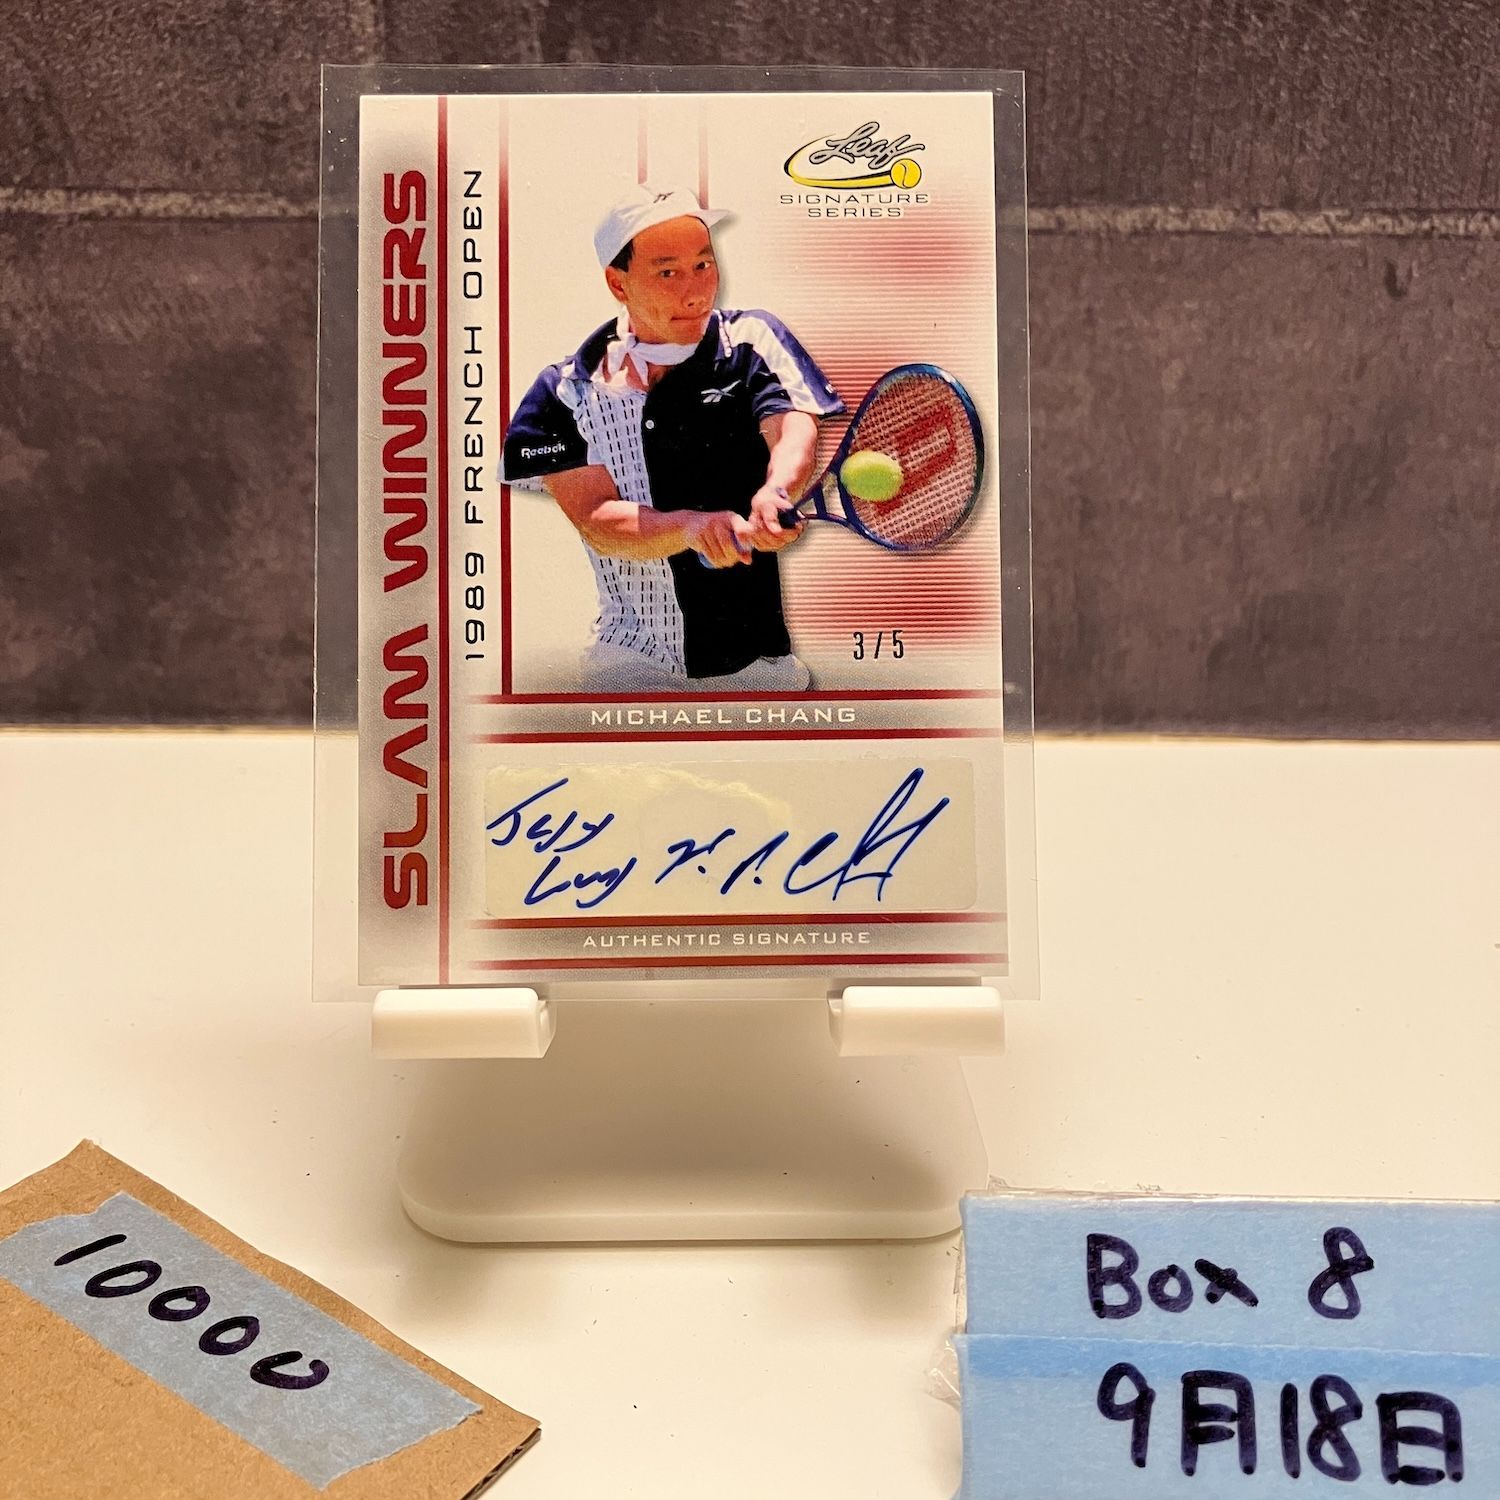 SLAM WINNERS
1989 FRENCH OPEN
Leaf
SIGNATURE
SERIES
Reebok
3/5
MICHAEL CHANG
AUTHENTIC SIGNATURE
10000
Box 8
9月18日